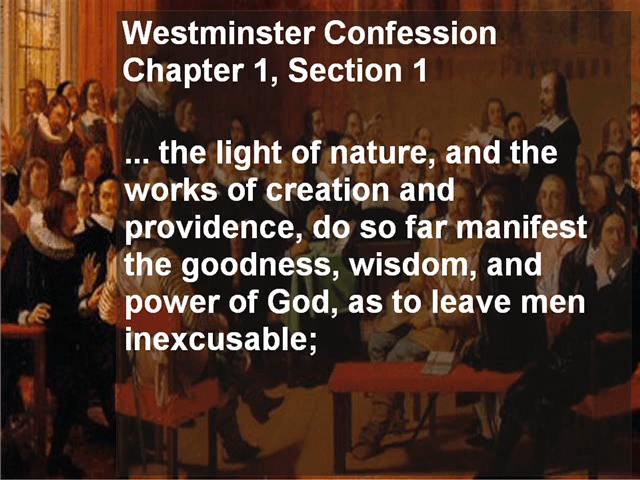 Westminster Confession
Chapter 1, Section 1
... the light of nature, and the
works of creation and
providence, do so far manifest
the goodness, wisdom, and
power of God, as to leave men
inexcusable;